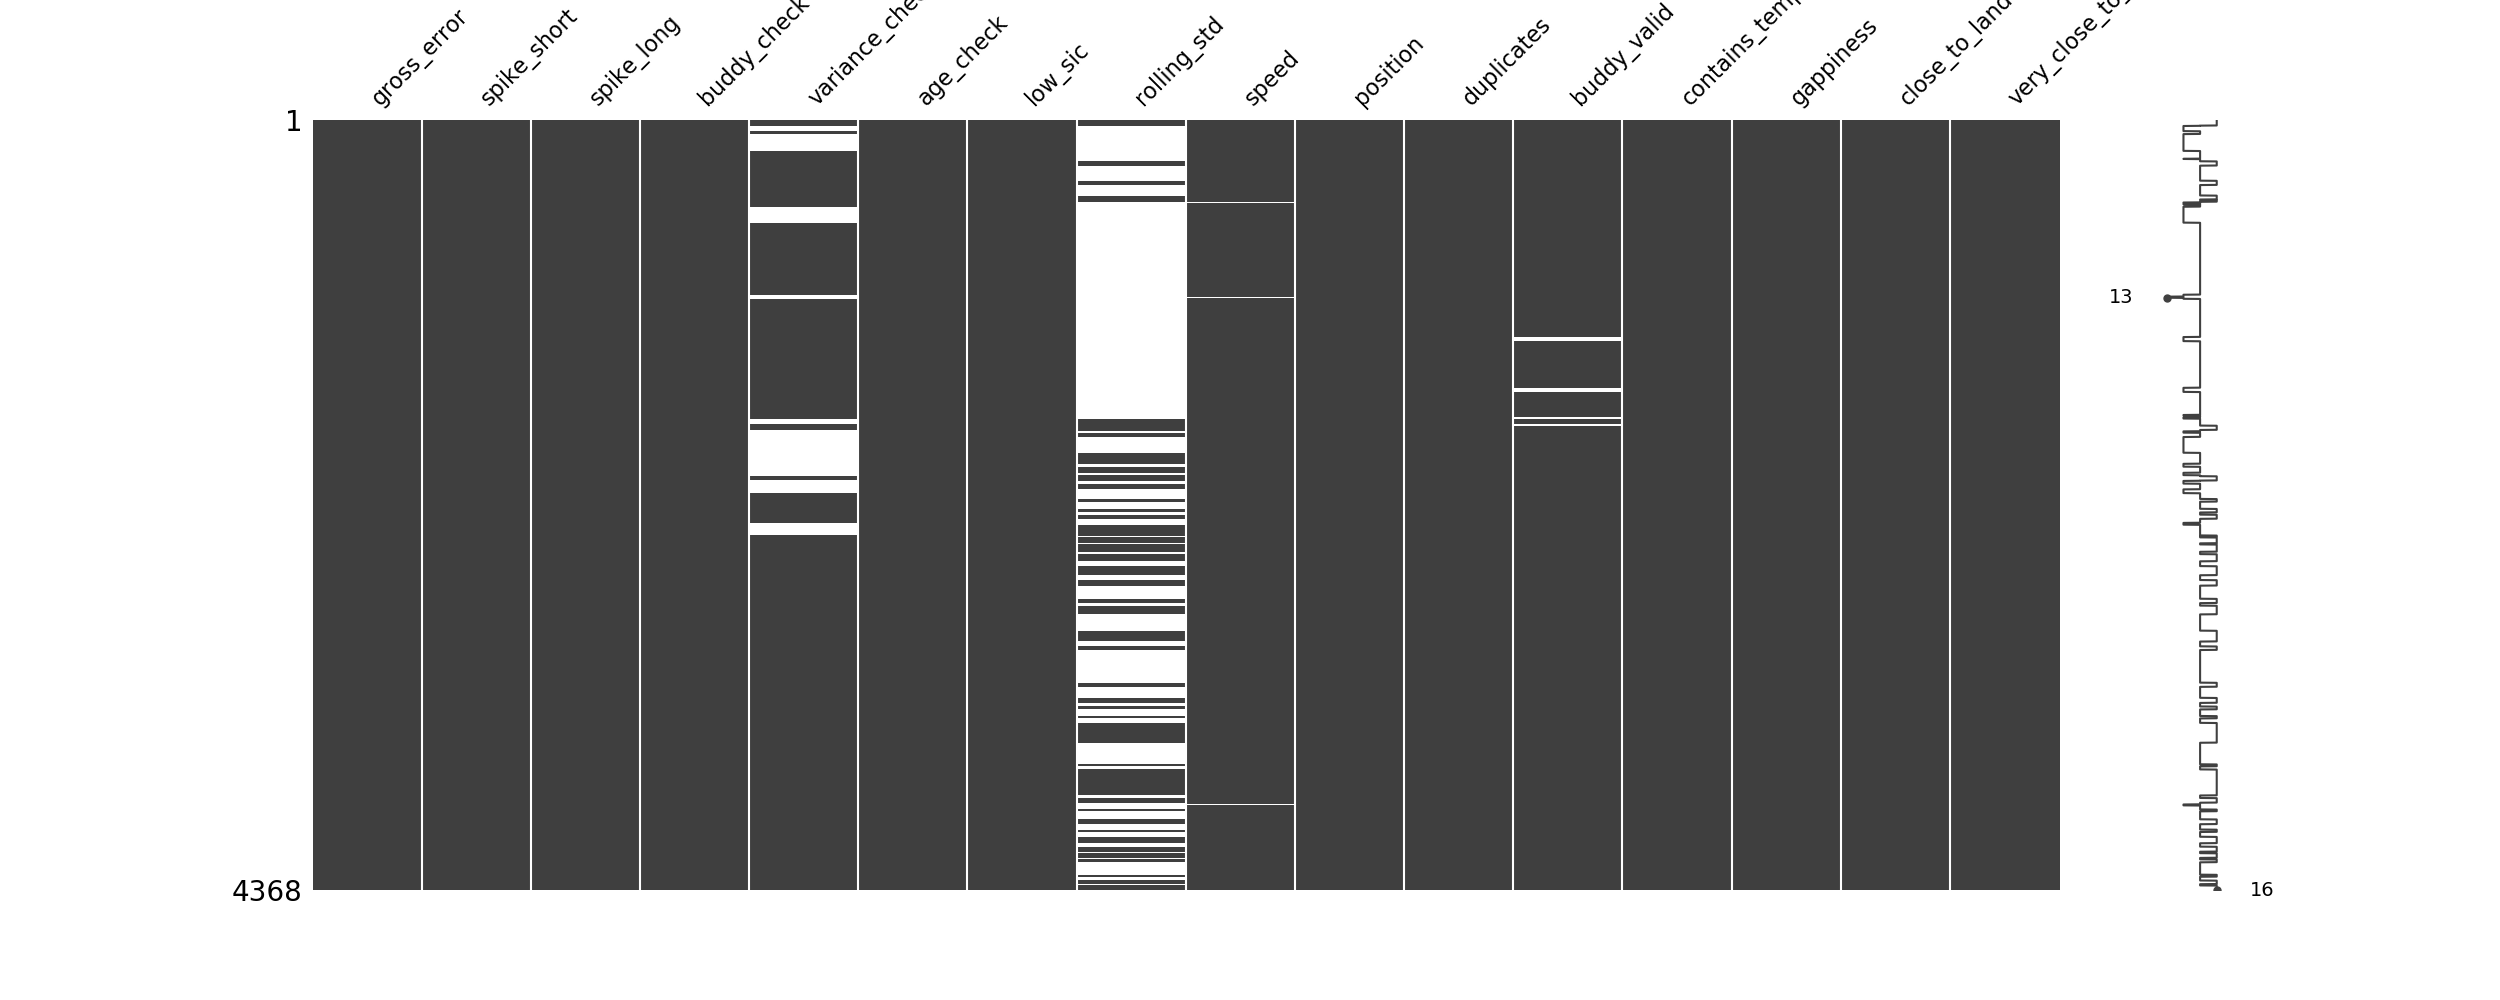 gross_error
spike_short
spike_long
buddy_check
age_check
low_sic
rolling_std
speed
position
duplicates
buddy_valid
gappiness
close_to_land
1
13
4368
16